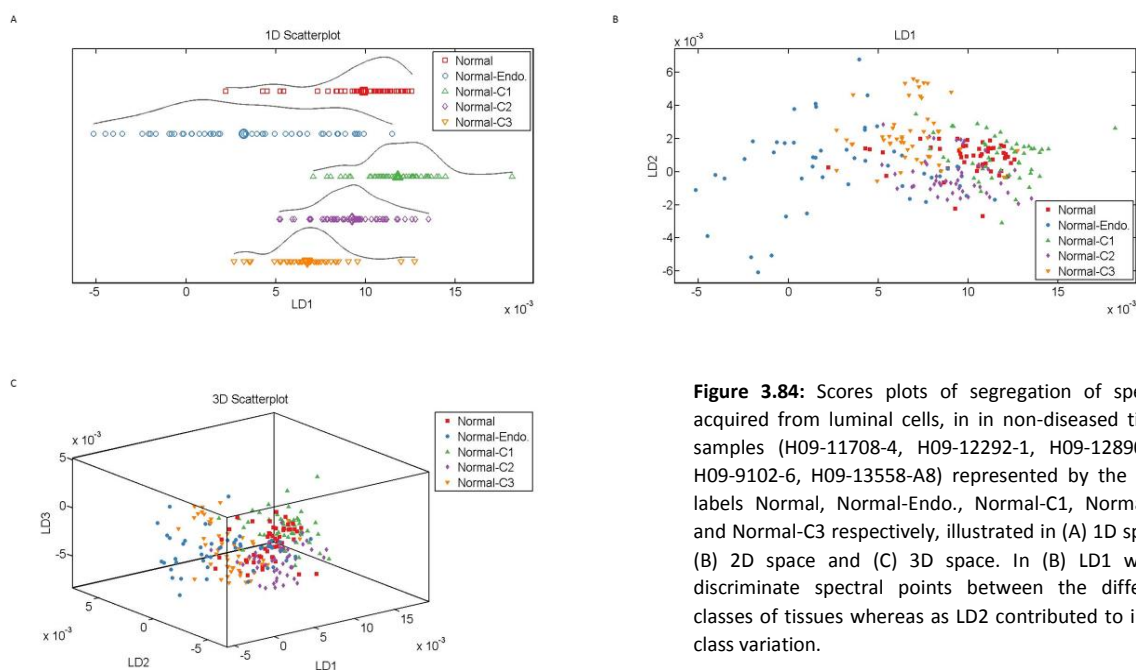 A
1D Scatterplot
Normal
Normal-Endo.
Normal-C1
Normal-C2
Normal-C3
-5 0 5 10 15
LD1
x 10⁻³
B
LD1
x 10⁻³
6
4
2
0
-2
-4
-6
LD2
Normal
Normal-Endo.
Normal-C1
Normal-C2
Normal-C3
-5 0 5 10 15
x 10⁻³
C
3D Scatterplot
x 10⁻³
5
0
-5
LD3
Normal
Normal-Endo.
Normal-C1
Normal-C2
Normal-C3
5 0 -5
x 10⁻³
LD2
-5 0 5 10 15
x 10⁻³
LD1
Figure 3.84: Scores plots of segregation of
acquired from luminal cells, in in non-diseased
samples (H09-11708-4, H09-12292-1,
H09-9102-6, H09-13558-A8) represented by the
labels Normal, Normal-Endo., Normal-C1,
and Normal-C3 respectively, illustrated in (A) 1D
(B) 2D space and (C) 3D space. In (B) LD1
discriminate spectral points between the
classes of tissues whereas as LD2 contributed to
class variation.